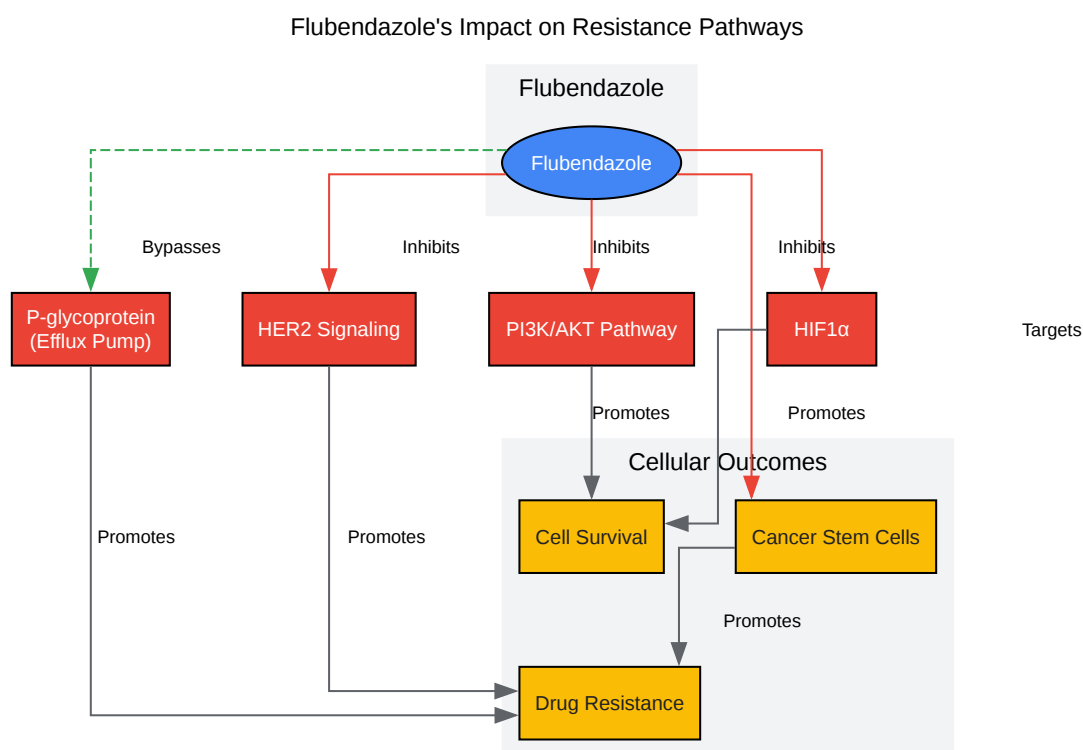 Flubendazole's Impact on Resistance Pathways
Flubendazole
Flubendazole
Bypasses
Inhibits
Inhibits
Inhibits
P-glycoprotein
(Efflux Pump)
HER2 Signaling
PI3K/AKT Pathway
HIF1α
Targets
Promotes
Promotes
Cellular Outcomes
Promotes
Promotes
Cell Survival
Cancer Stem Cells
Promotes
Drug Resistance